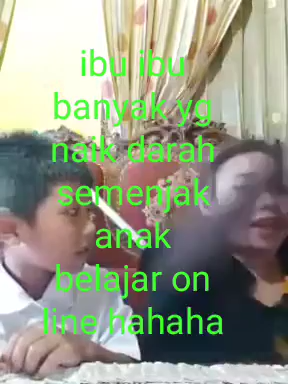 ibu ibu
banyak yg
naik darah
semenjak
anak
belajar on
line hahaha